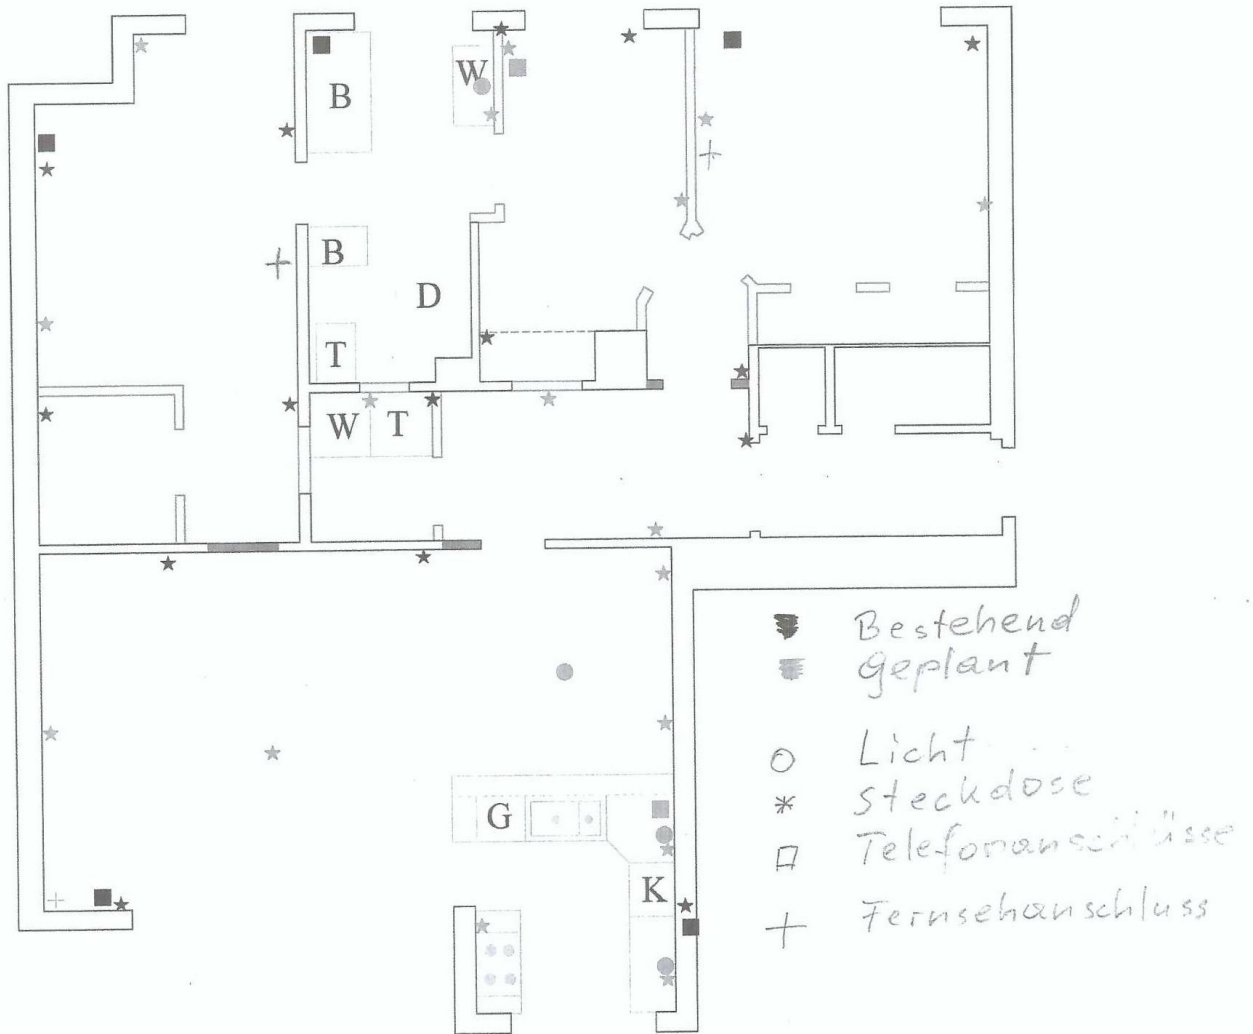 B
W
B
D
T
W
T
G
K
Bestehend
geplant
Licht
Steckdose
Telefonanschlüsse
Fernsehanschluss